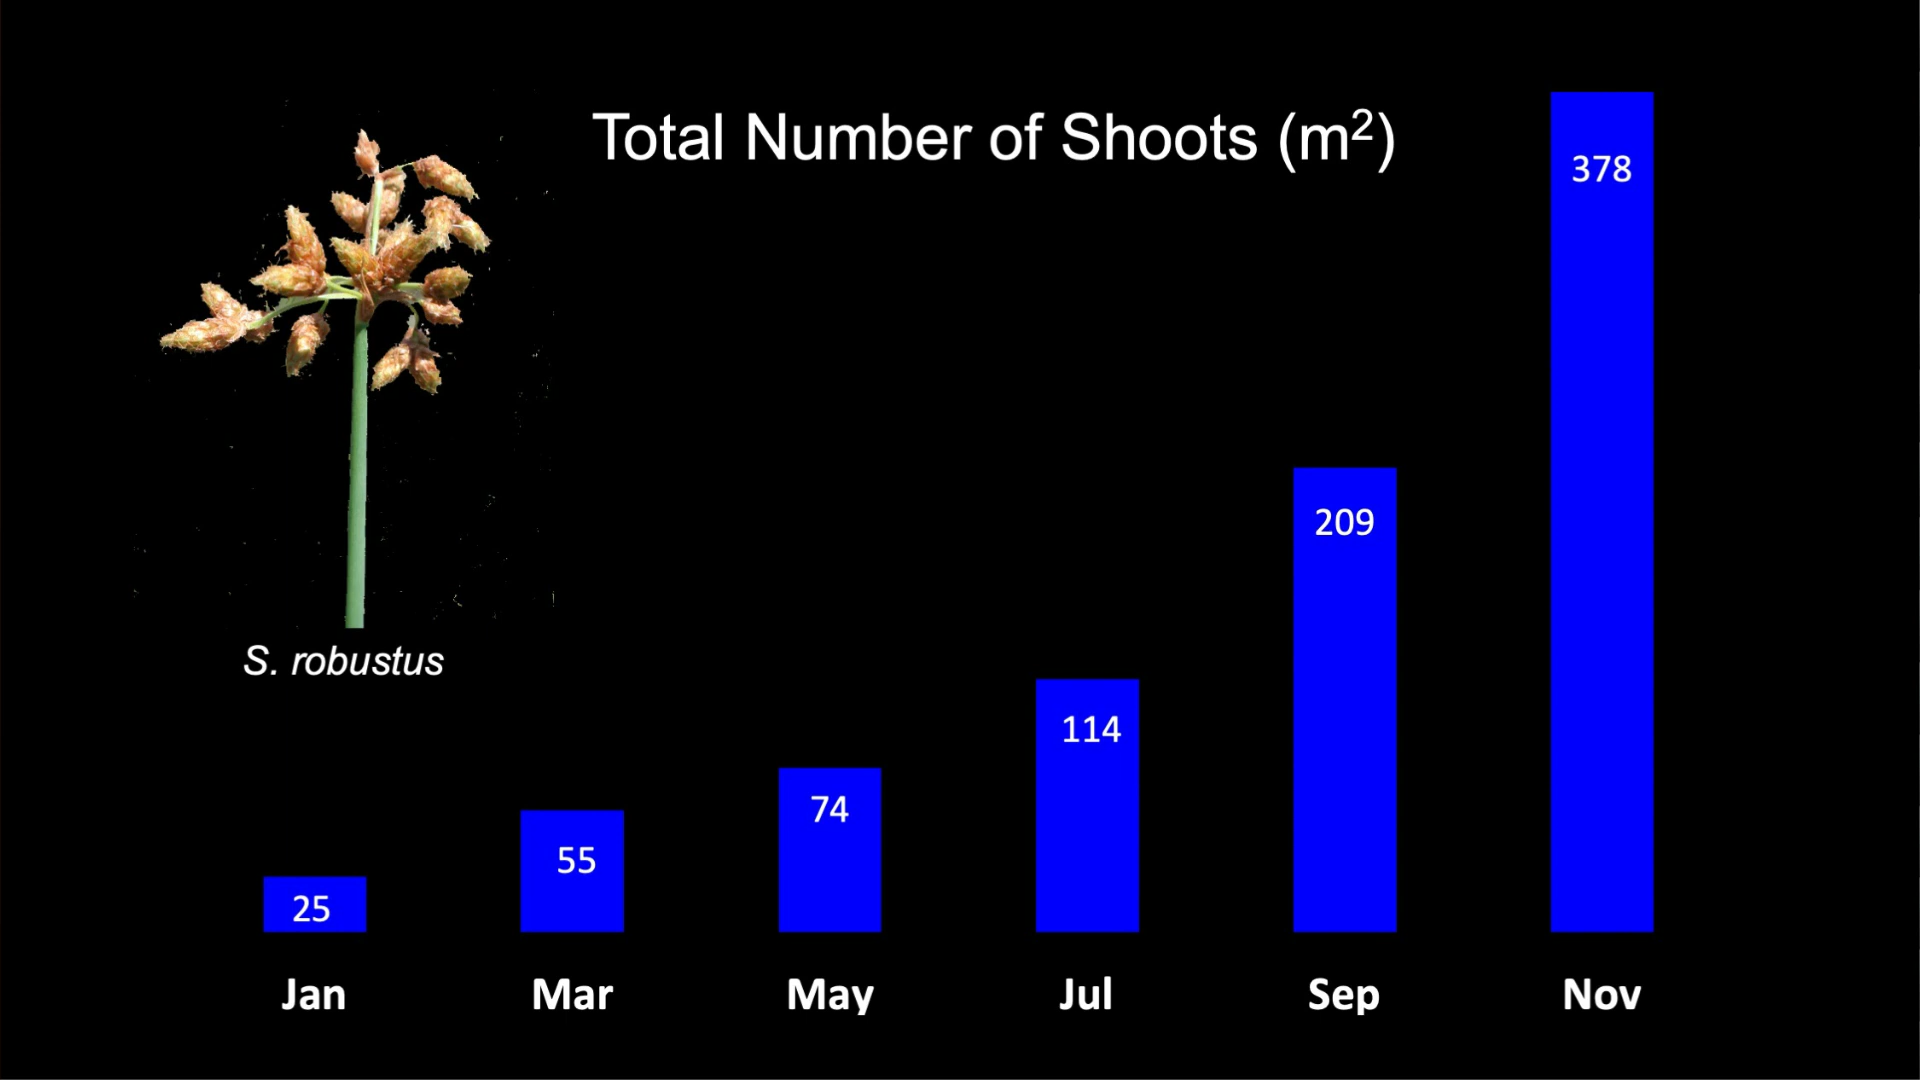 Total Number of Shoots (m²)
378
209
S. robustus
114
74
55
25
Jan Mar May Jul Sep Nov